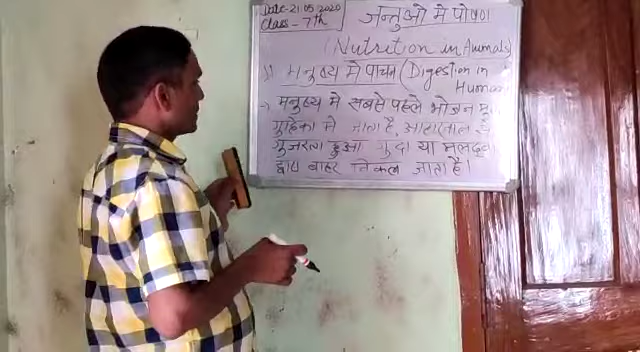 Date-21.05.2020
Class - 7th
जन्तुओ मे पोषण
(Nutrition in Animals)
मनुष्य मे पाचन (Digestion in
Human
→ मनुष्य मे सबसे पहले भोजन
गुहिका मे जाता है, आहारनाल
गुजरता हुआ गुदा या मलद्वा
द्वारा बाहर निकल जाता है।